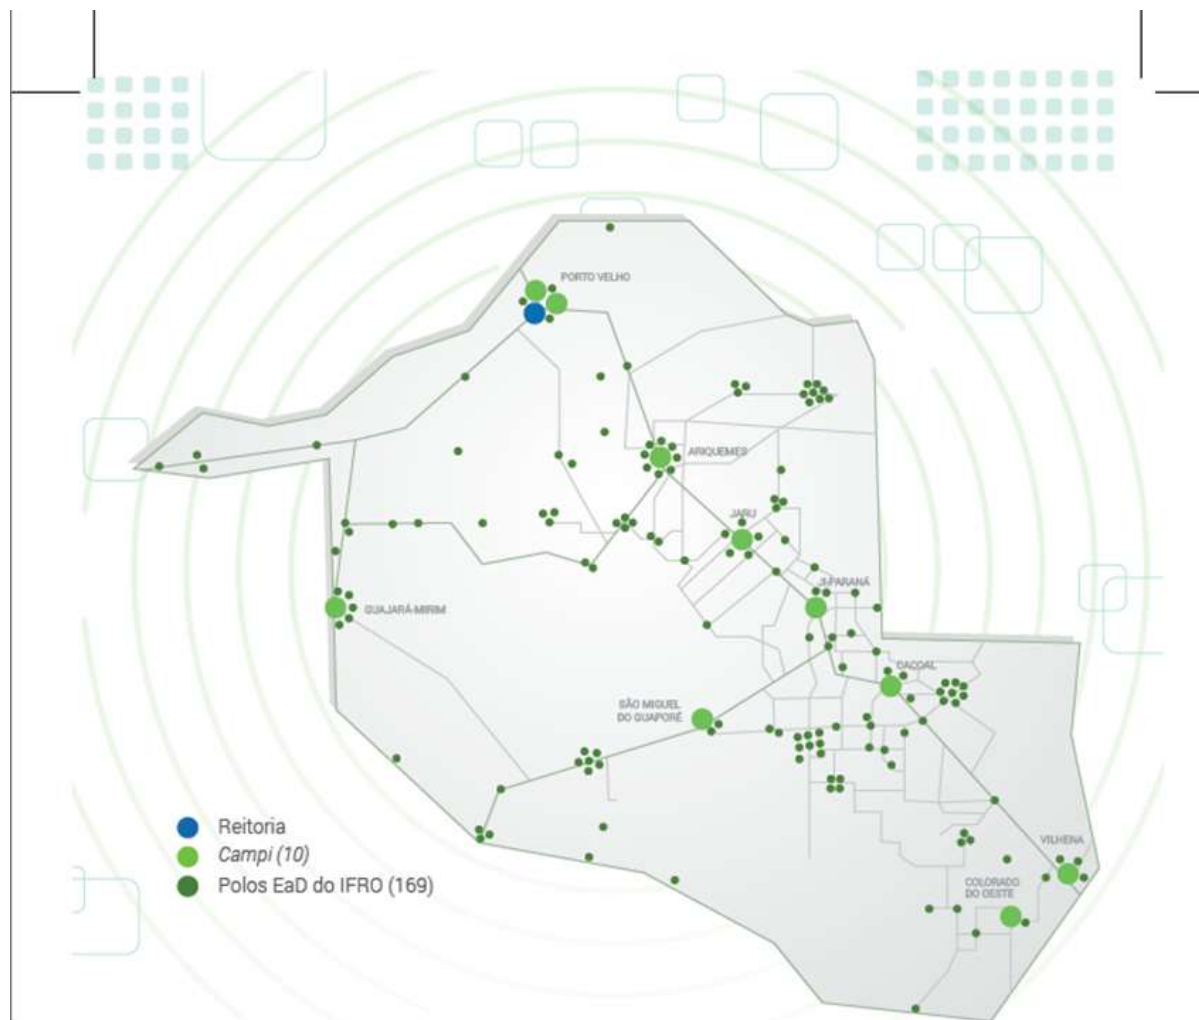 PORTO VELHO
ARIQUEMES
JARU
JI-PARANÁ
GUAJARÁ-MIRIM
CACOAL
SÃO MIGUEL
DO GUAPORÉ
Reitoria
Campi (10)
Polos EaD do IFRO (169)
VILHENA
COLORADO
DO OESTE